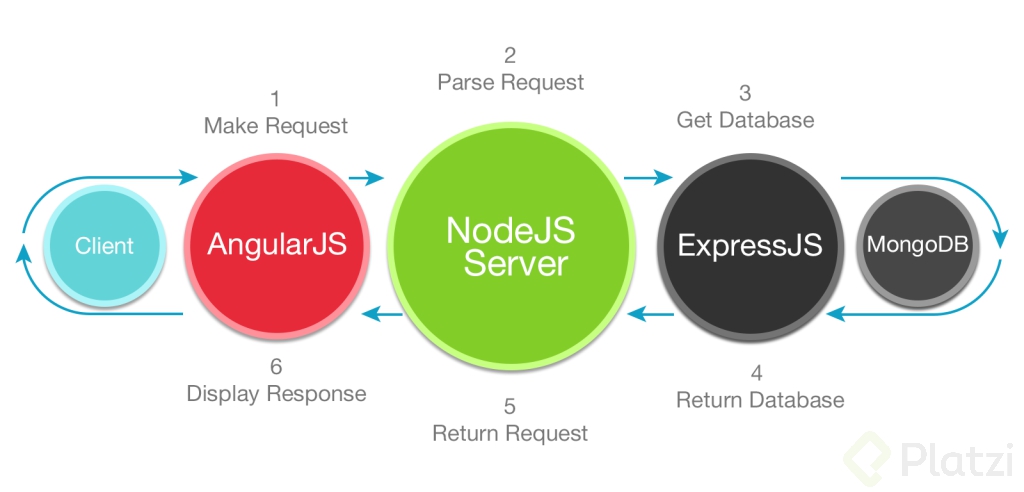 1
Make Request
2
Parse Request
3
Get Database
Client
AngularJS
NodeJS
Server
ExpressJS
MongoDB
6
Display Response
5
Return Request
4
Return Database
Platzi